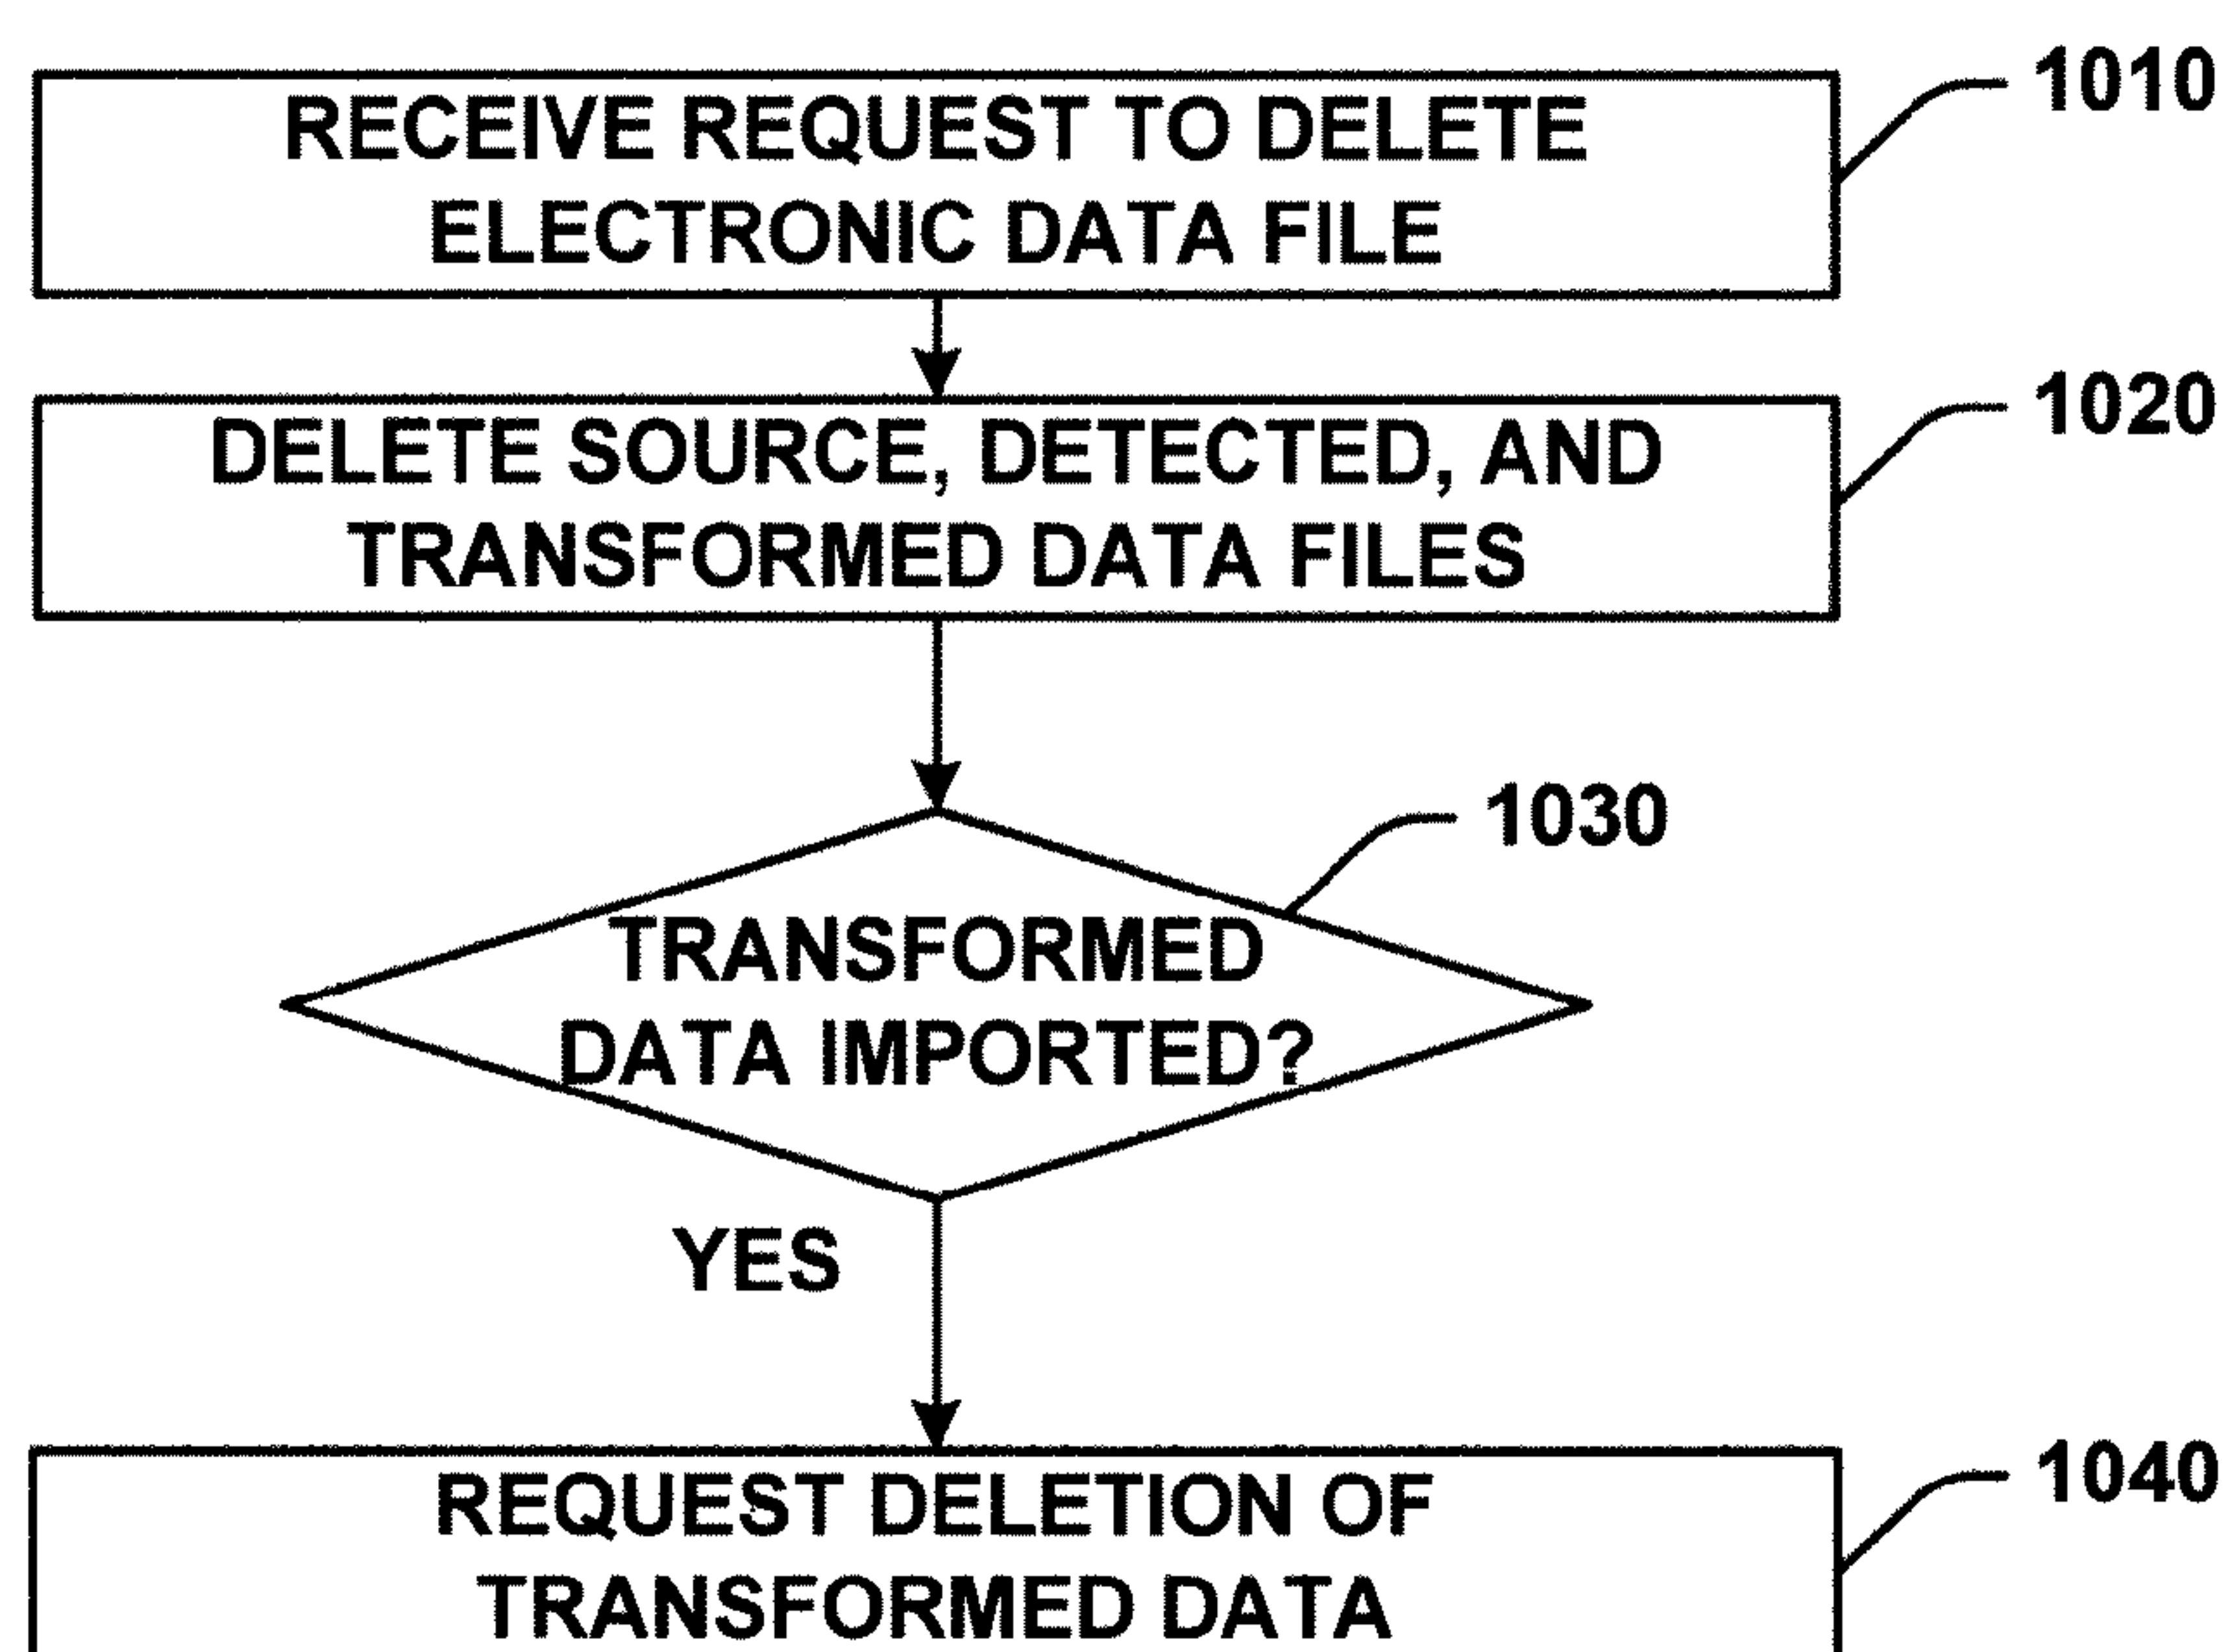 RECEIVE REQUEST TO DELETE
ELECTRONIC DATA FILE
1010
DELETE SOURCE, DETECTED, AND
TRANSFORMED DATA FILES
1020
TRANSFORMED
DATA IMPORTED?
1030
YES
REQUEST DELETION OF
TRANSFORMED DATA
1040